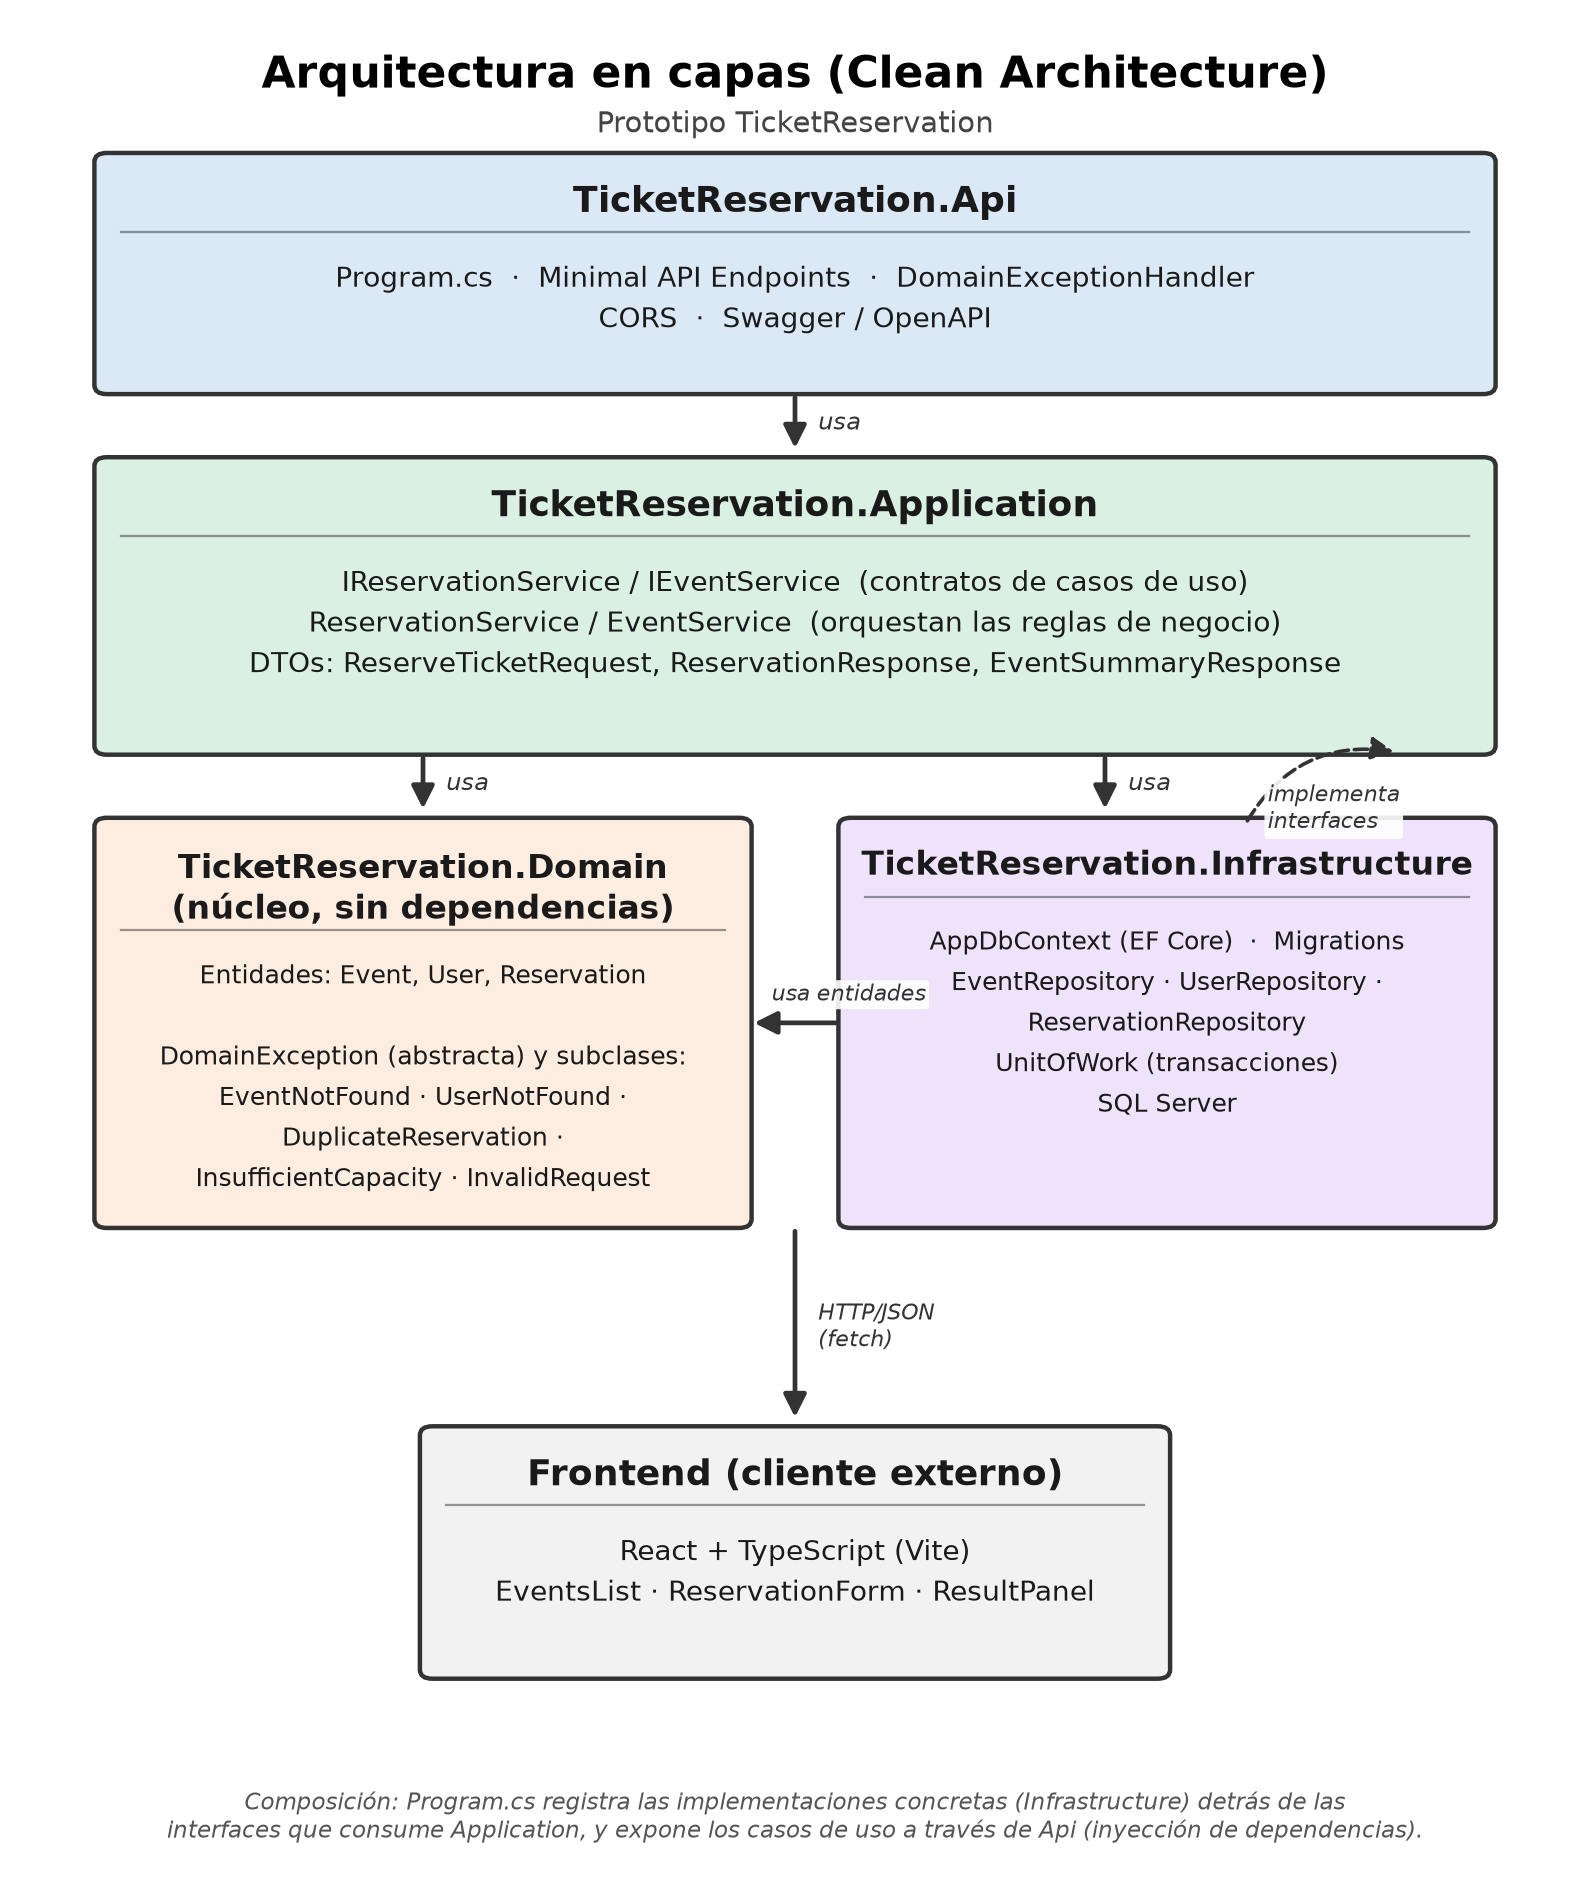 Arquitectura en capas (Clean Architecture)
Prototipo TicketReservation
TicketReservation.Api
Program.cs · Minimal API Endpoints · DomainExceptionHandler
CORS · Swagger / OpenAPI
usa
TicketReservation.Application
IReservationService / IEventService (contratos de casos de uso)
ReservationService / EventService (orquestan las reglas de negocio)
DTOs: ReserveTicketRequest, ReservationResponse, EventSummaryResponse
usa
usa
implementa
interfaces
TicketReservation.Domain
(núcleo, sin dependencias)
Entidades: Event, User, Reservation
DomainException (abstracta) y subclases:
EventNotFound · UserNotFound ·
DuplicateReservation ·
InsufficientCapacity · InvalidRequest
usa entidades
TicketReservation.Infrastructure
AppDbContext (EF Core) · Migrations
EventRepository · UserRepository ·
ReservationRepository
UnitOfWork (transacciones)
SQL Server
HTTP/JSON
(fetch)
Frontend (cliente externo)
React + TypeScript (Vite)
EventsList · ReservationForm · ResultPanel
Composición: Program.cs registra las implementaciones concretas (Infrastructure) detrás de las
interfaces que consume Application, y expone los casos de uso a través de Api (inyección de dependencias).